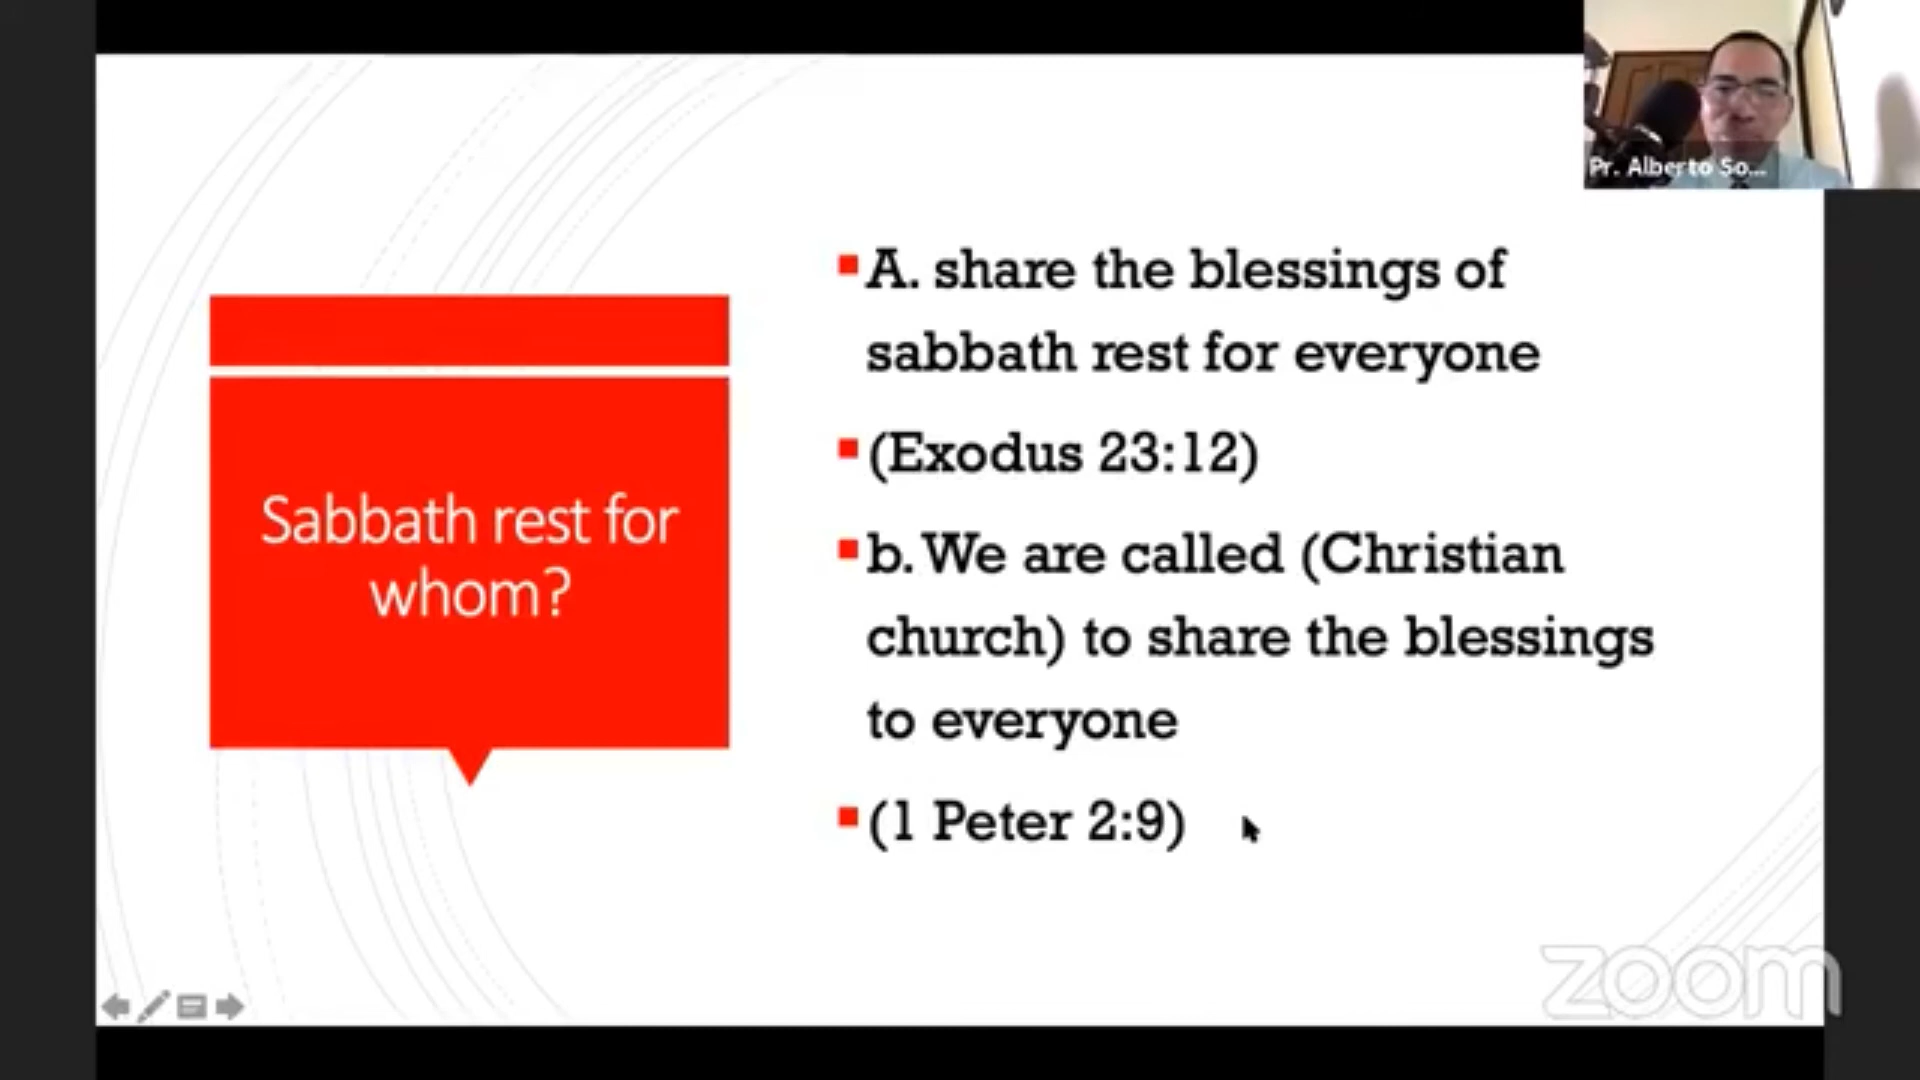 Pr. Alberto So...
Sabbath rest for
whom?
A. share the blessings of
sabbath rest for everyone
(Exodus 23:12)
b. We are called (Christian
church) to share the blessings
to everyone
(1 Peter 2:9)
zoom